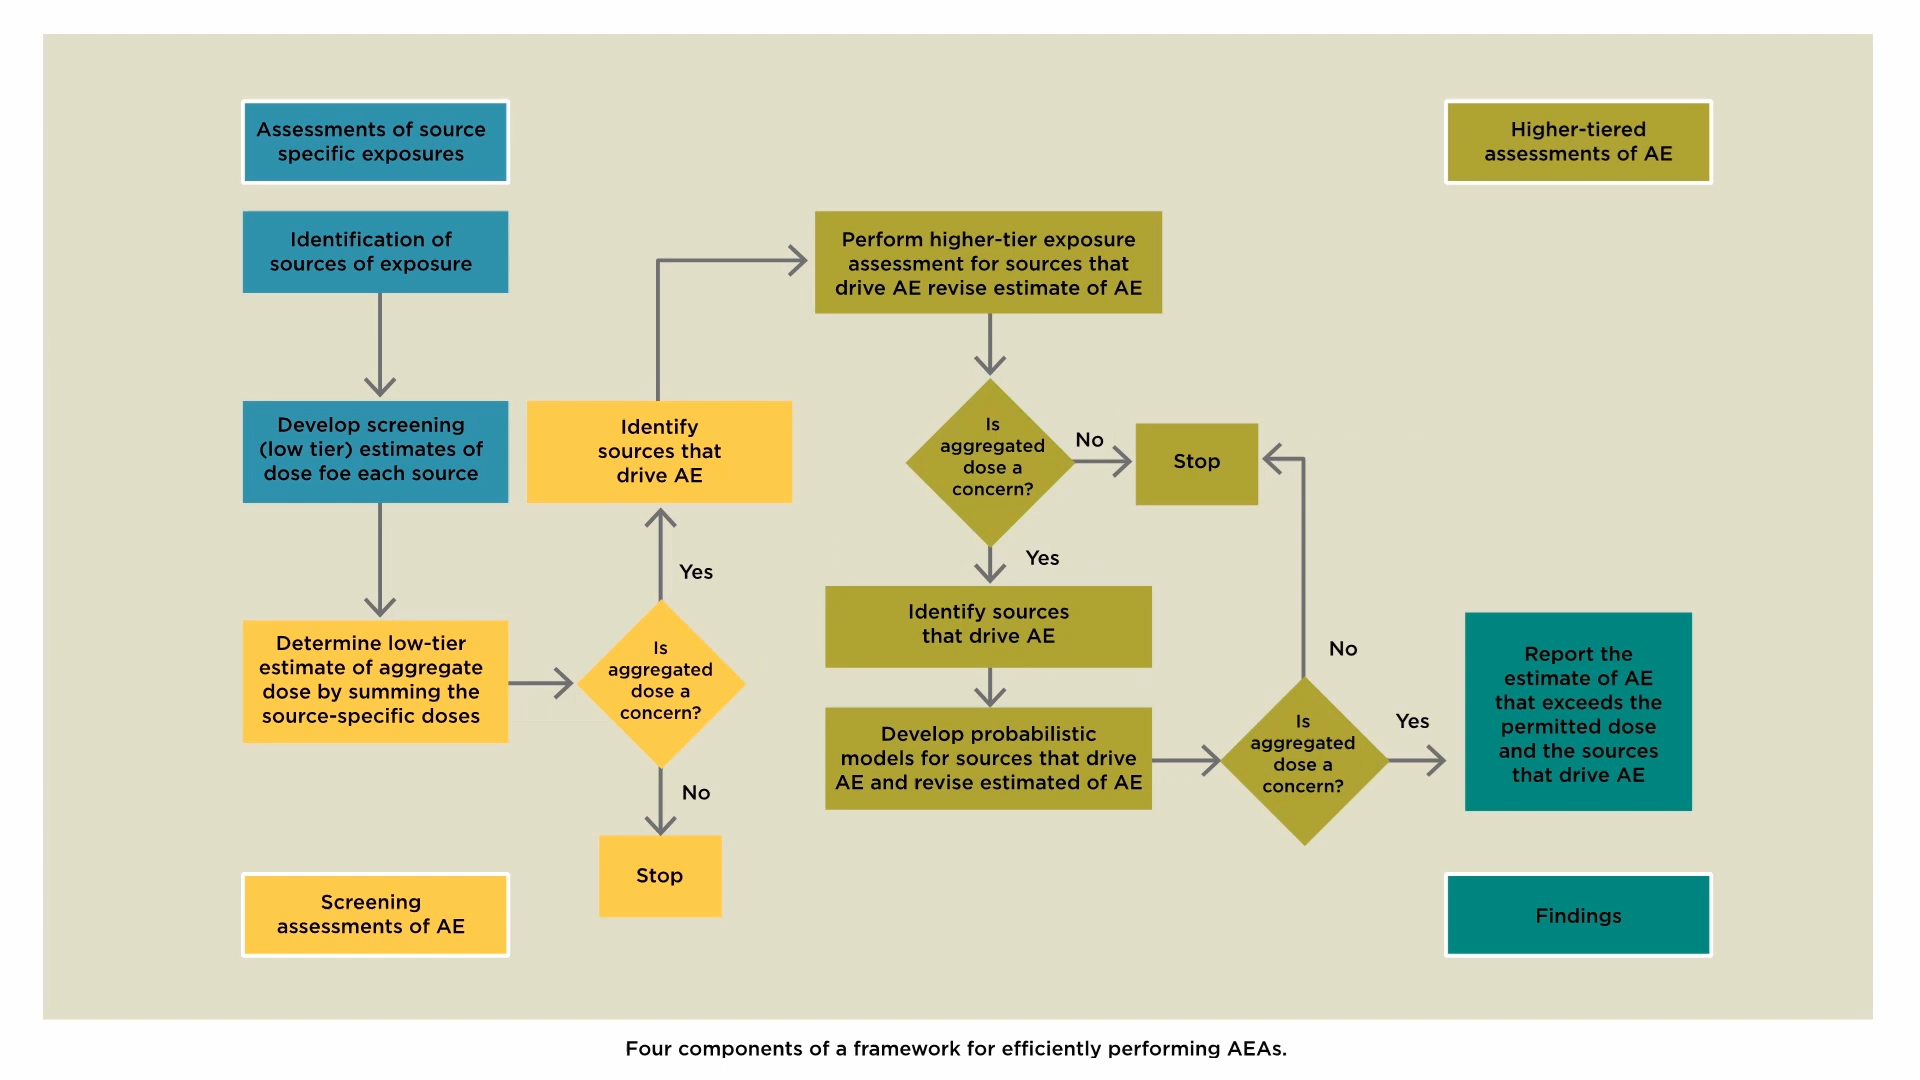 Assessments of source
specific exposures
Higher-tiered
assessments of AE
Identification of
sources of exposure
Perform higher-tier exposure
assessment for sources that
drive AE revise estimate of AE
Develop screening
(low tier) estimates of
dose foe each source
Identify
sources that
drive AE
Is
aggregated
dose a
concern?
No
Stop
Yes
Yes
Identify sources
that drive AE
Determine low-tier
estimate of aggregate
dose by summing the
source-specific doses
Is
aggregated
dose a
concern?
No
Report the
estimate of AE
that exceeds the
permitted dose
and the sources
that drive AE
Develop probabilistic
models for sources that drive
AE and revise estimated of AE
Is
aggregated
dose a
concern?
Yes
No
Stop
Screening
assessments of AE
Findings
Four components of a framework for efficiently performing AEAs.